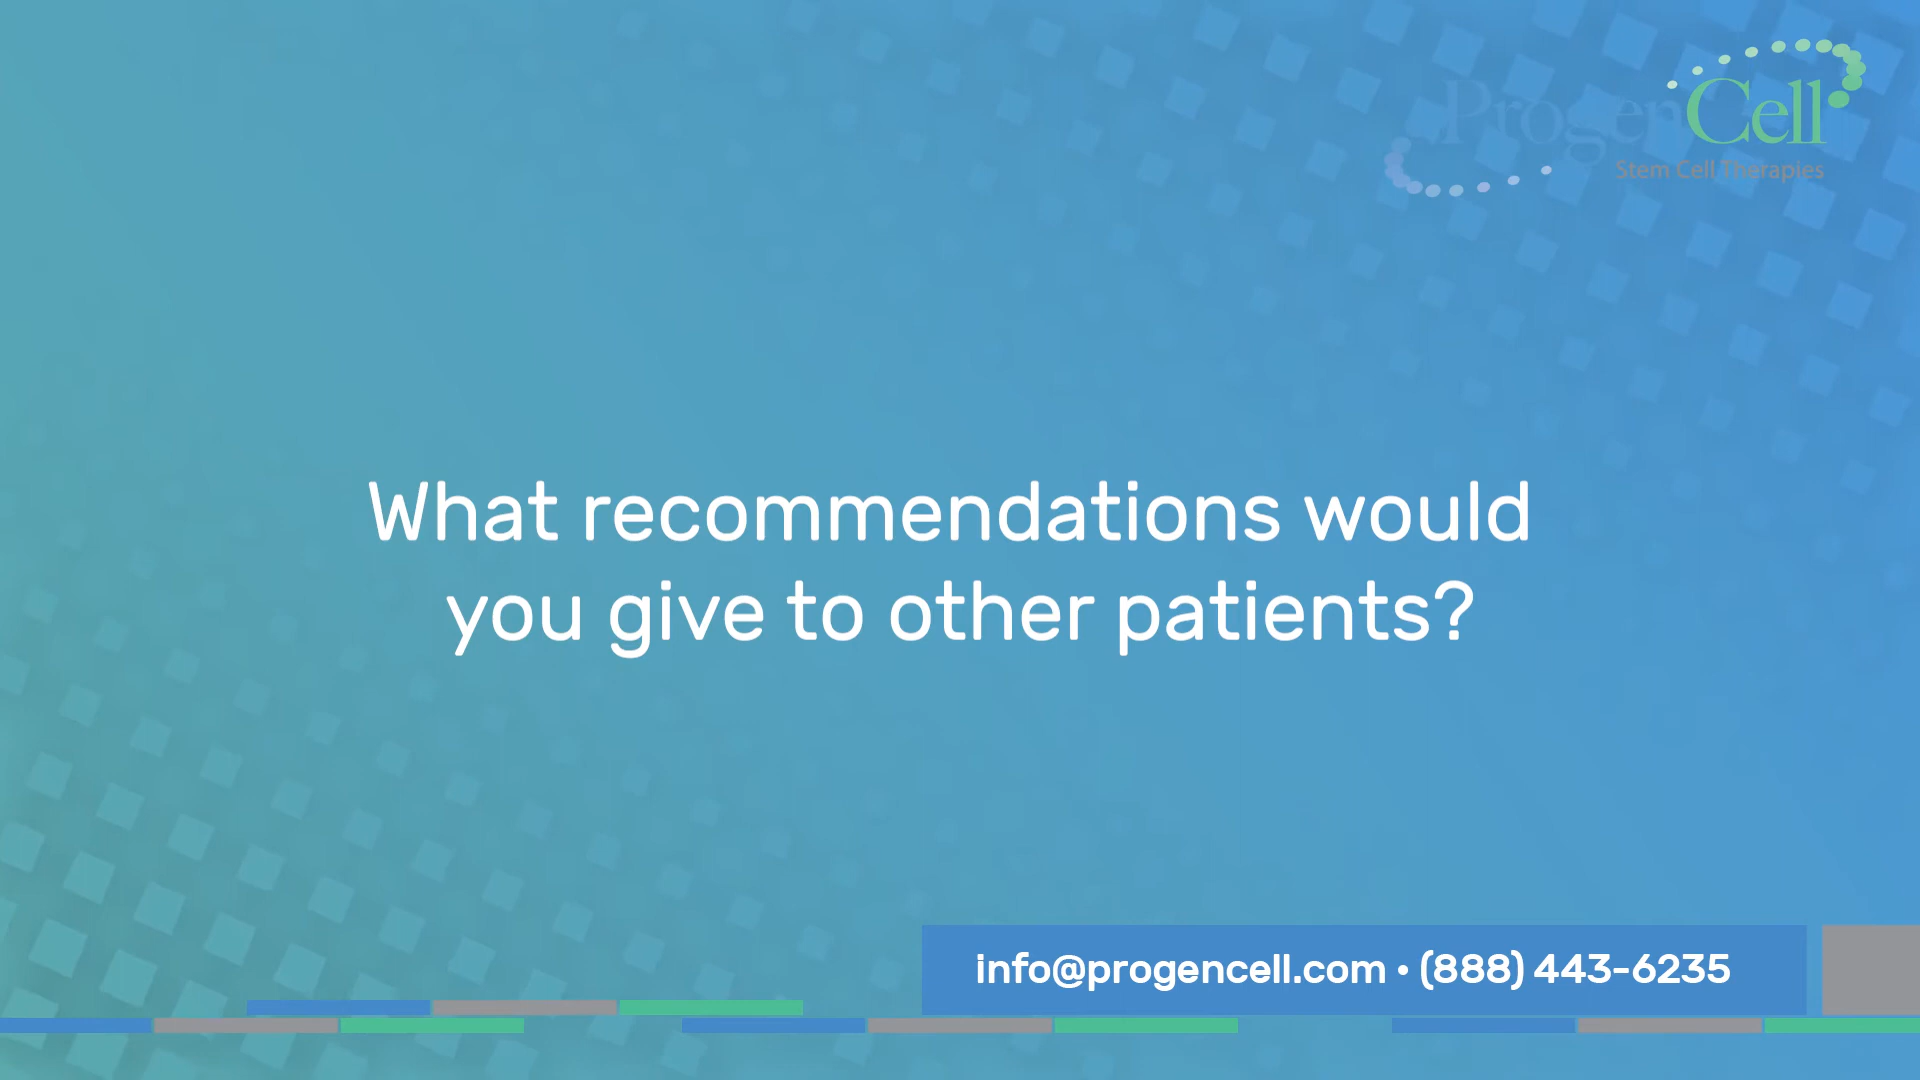 ProgenCell
Stem Cell Therapies
What recommendations would
you give to other patients?
info@progencell.com • (888) 443-6235